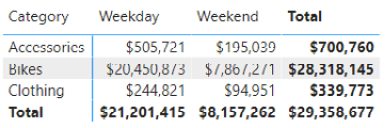 Category Weekday Weekend Total
Accessories $505,721 $195,039 $700,760
Bikes $20,450,873 $7,867,271 $28,318,145
Clothing $244,821 $94,951 $339,773
Total $21,201,415 $8,157,262 $29,358,677